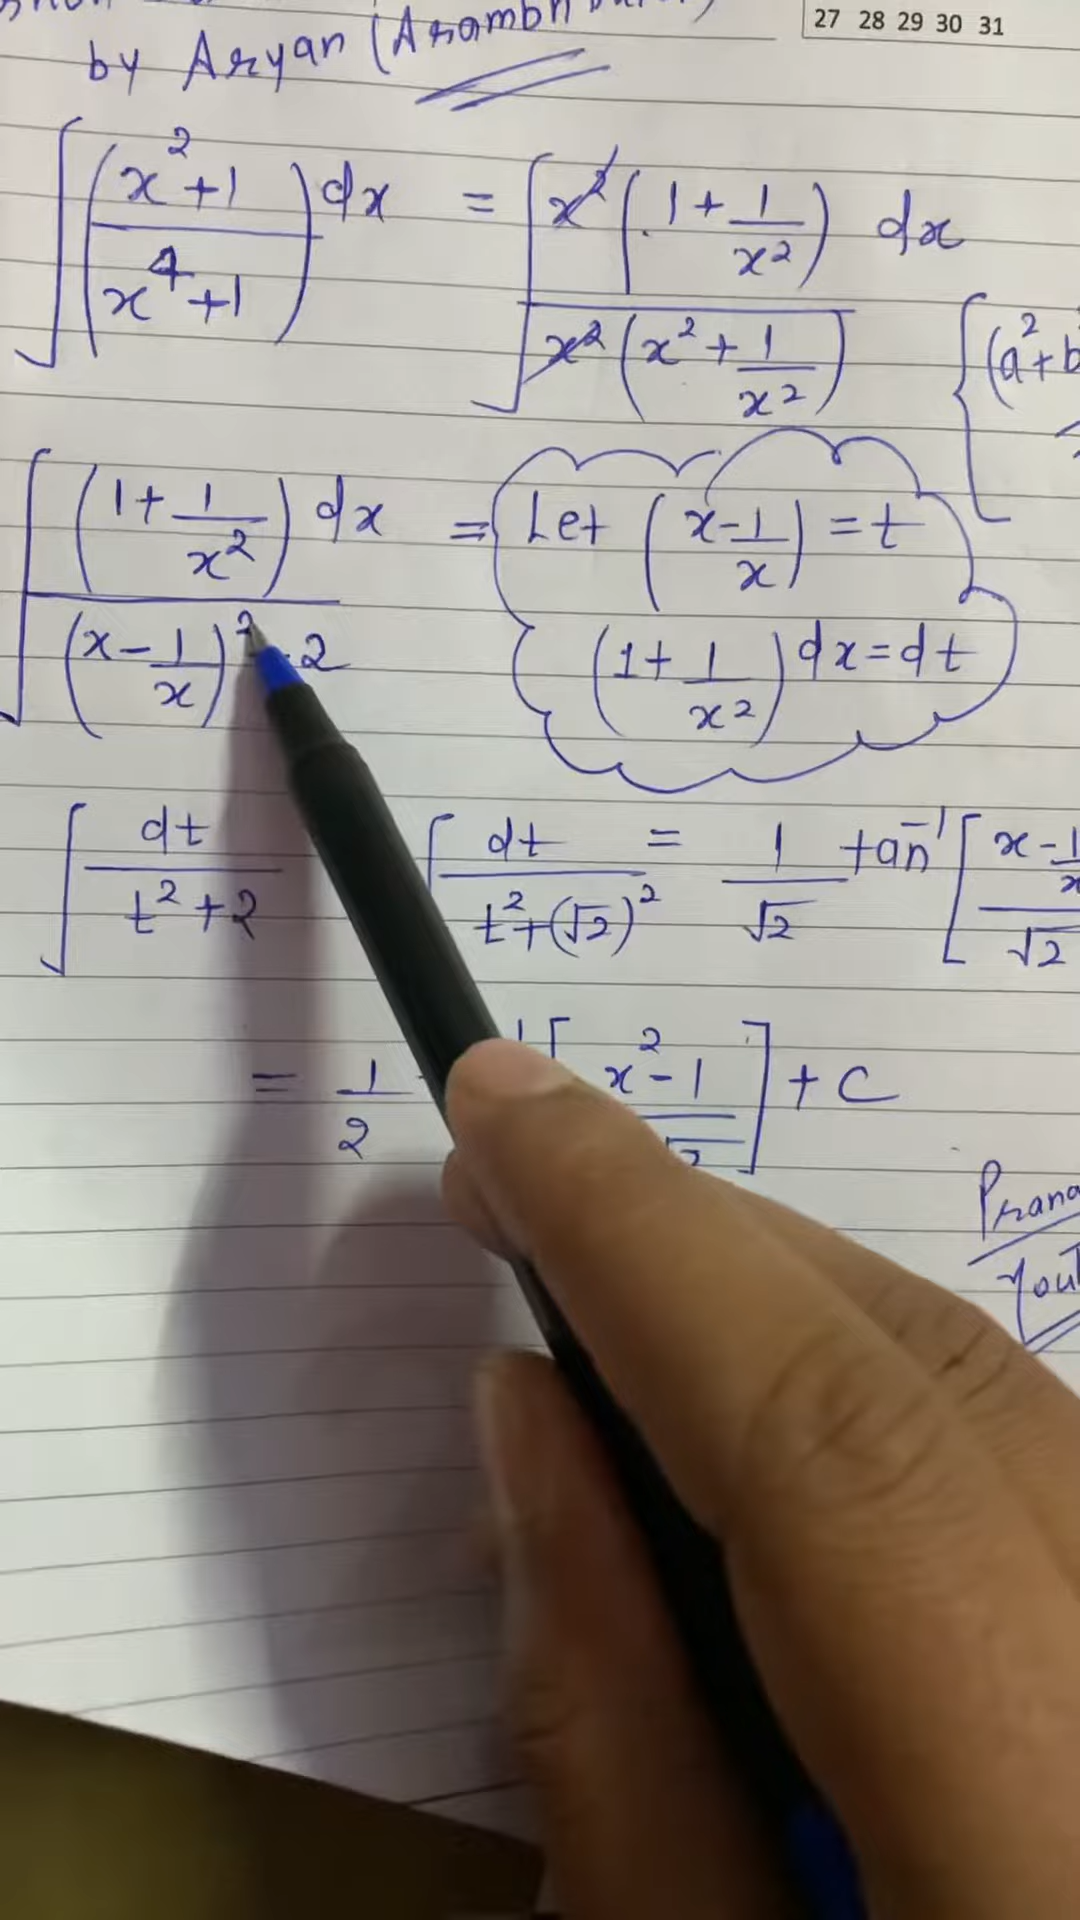 27 28 29 30 31
by Aryan (Arambh
∫((x²+1)/(x⁴+1))dx = ∫x²(1+1/x²) dx / x²(x²+1/x²)
{(a²+b
∫(1+1/x²)dx / (x-1/x)² 2 = Let (x-1/x)=t
(1+1/x²)dx=dt
∫dt/t²+2 ∫dt/t²+(√2)² = 1/√2 tan⁻¹[x-1/x / √2
= 1/2 [x²-1 ] + C